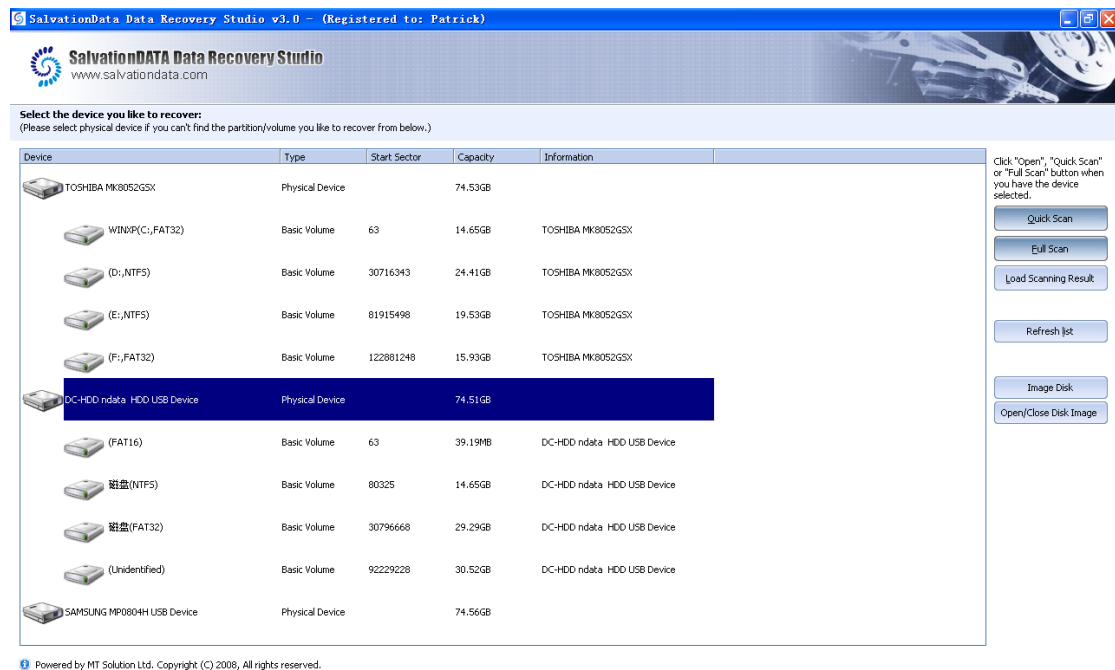 SalvationData Data Recovery Studio v3.0 - (Registered to: Patrick)
SalvationDATA Data Recovery Studio
www.salvationdata.com
Select the device you like to recover:
(Please select physical device if you can't find the partition/volume you like to recover from below.)
Device Type Start Sector Capacity Information
TOSHIBA MK8052GSX Physical Device 74.53GB
WINXP(C:,FAT32) Basic Volume 63 14.65GB TOSHIBA MK8052GSX
(D:,NTFS) Basic Volume 30716343 24.41GB TOSHIBA MK8052GSX
(E:,NTFS) Basic Volume 81915498 19.53GB TOSHIBA MK8052GSX
(F:,FAT32) Basic Volume 122881248 15.93GB TOSHIBA MK8052GSX
DC-HDD ndata HDD USB Device Physical Device 74.51GB
(FAT16) Basic Volume 63 39.19MB DC-HDD ndata HDD USB Device
磁盘(NTFS) Basic Volume 80325 14.65GB DC-HDD ndata HDD USB Device
磁盘(FAT32) Basic Volume 30796668 29.29GB DC-HDD ndata HDD USB Device
(Unidentified) Basic Volume 92229228 30.52GB DC-HDD ndata HDD USB Device
SAMSUNG MP0804H USB Device Physical Device 74.56GB
Click "Open", "Quick Scan"
or "Full Scan" button when
you have the device
selected.
Quick Scan
Full Scan
Load Scanning Result
Refresh list
Image Disk
Open/Close Disk Image
Powered by MT Solution Ltd. Copyright (C) 2008, All rights reserved.